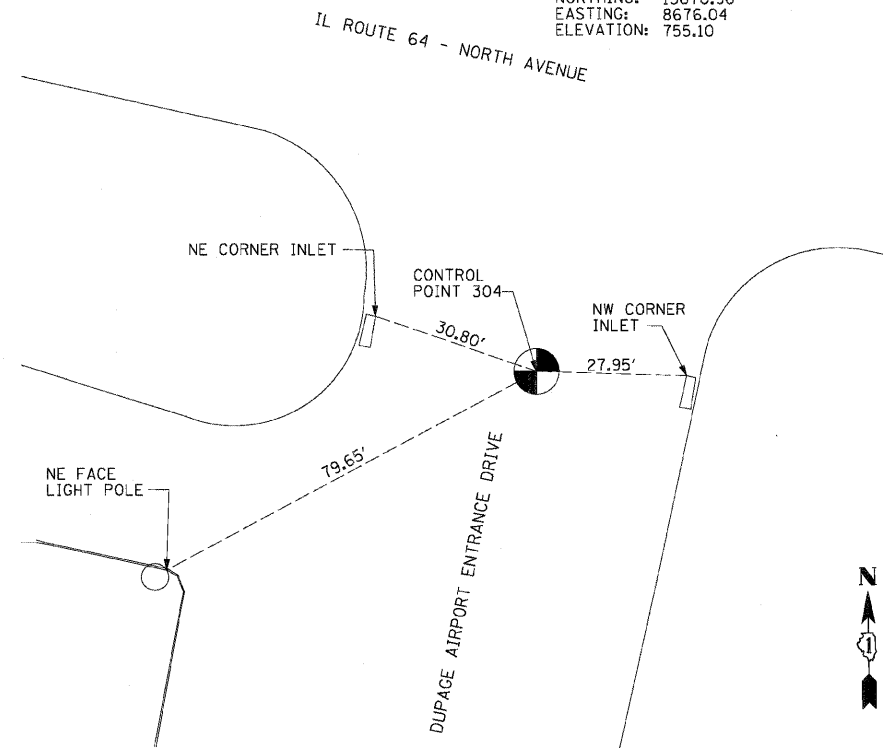 EASTING: 8676.04
ELEVATION: 755.10
IL ROUTE 64 - NORTH AVENUE
NE CORNER INLET
CONTROL
POINT 304
NW CORNER
INLET
30.80'
27.95'
79.65'
NE FACE
LIGHT POLE
DUPAGE AIRPORT ENTRANCE DRIVE
N
1